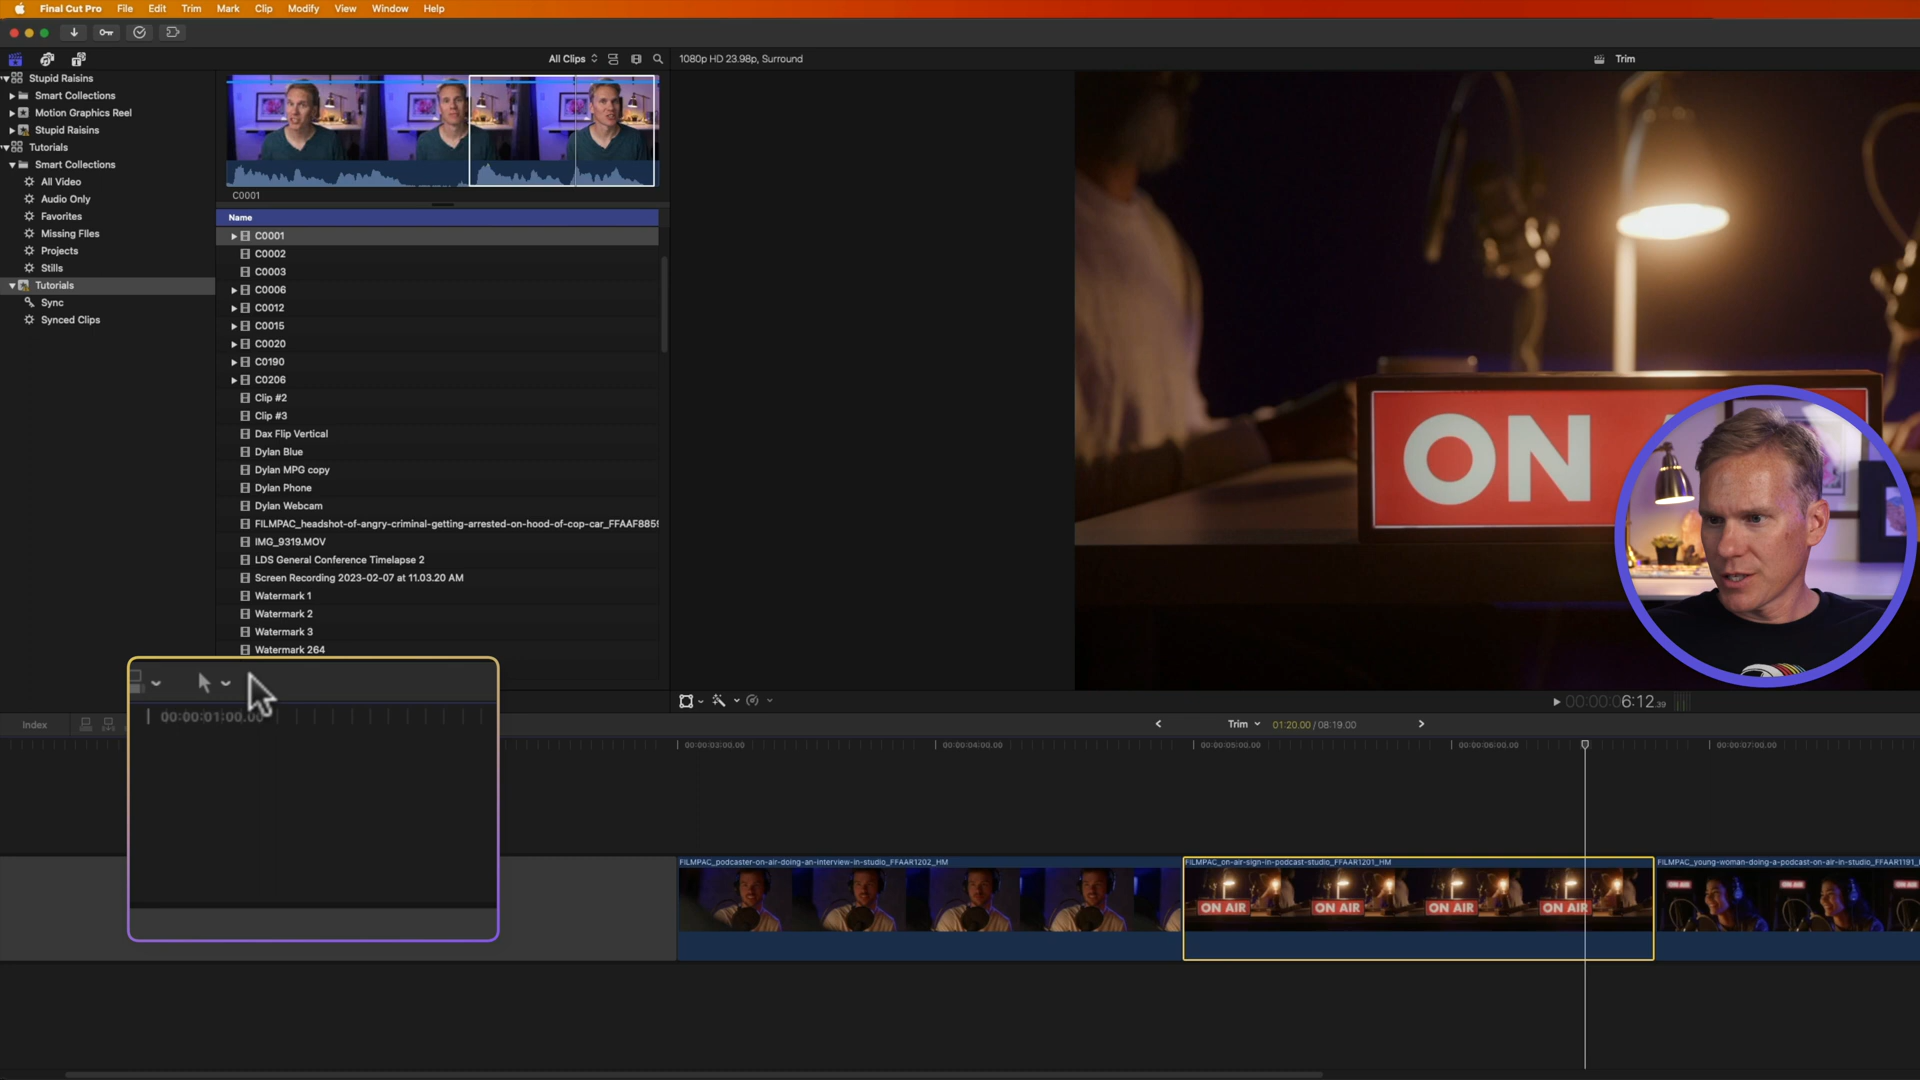 Final Cut Pro File Edit Trim Mark Clip Modify View Window Help
All Clips
1080p HD 23.98p, Surround
Trim
Stupid Raisins
Smart Collections
Motion Graphics Reel
Stupid Raisins
Tutorials
Smart Collections
All Video
Audio Only
Favorites
Missing FIles
Projects
Stills
Tutorials
Sync
Synced Clips
C0001
Name
C0001
C0002
C0003
C0006
C0012
C0015
C0020
C0190
C0206
Clip #2
Clip #3
Dax Flip Vertical
Dylan Blue
Dylan MPG copy
Dylan Phone
Dylan Webcam
FILMPAC_headshot-of-angry-criminal-getting-arrested-on-hood-of-cop-car_FFAAF885
IMG_9319.MOV
LDS General Conference Timelapse 2
Screen Recording 2023-02-07 at 11.03.20 AM
Watermark 1
Watermark 2
Watermark 3
Watermark 264
ON
00:00:06:12.39
Index
Trim 01:20.00 / 08:19.00
00:00:01:00.00
00:00:03:00.00
00:00:04:00.00
00:00:05:00.00
00:00:06:00.00
00:00:07:00.00
FILMPAC_podcaster-on-air-doing-an-interview-in-studio_FFAAR1202_HM
FILMPAC_on-air-sign-in-podcast-studio_FFAAR1201_HM
FILMPAC_young-woman-doing-a-podcast-on-air-in-studio_FFAAR1191_
ON AIR
ON AIR
ON AIR
ON AIR